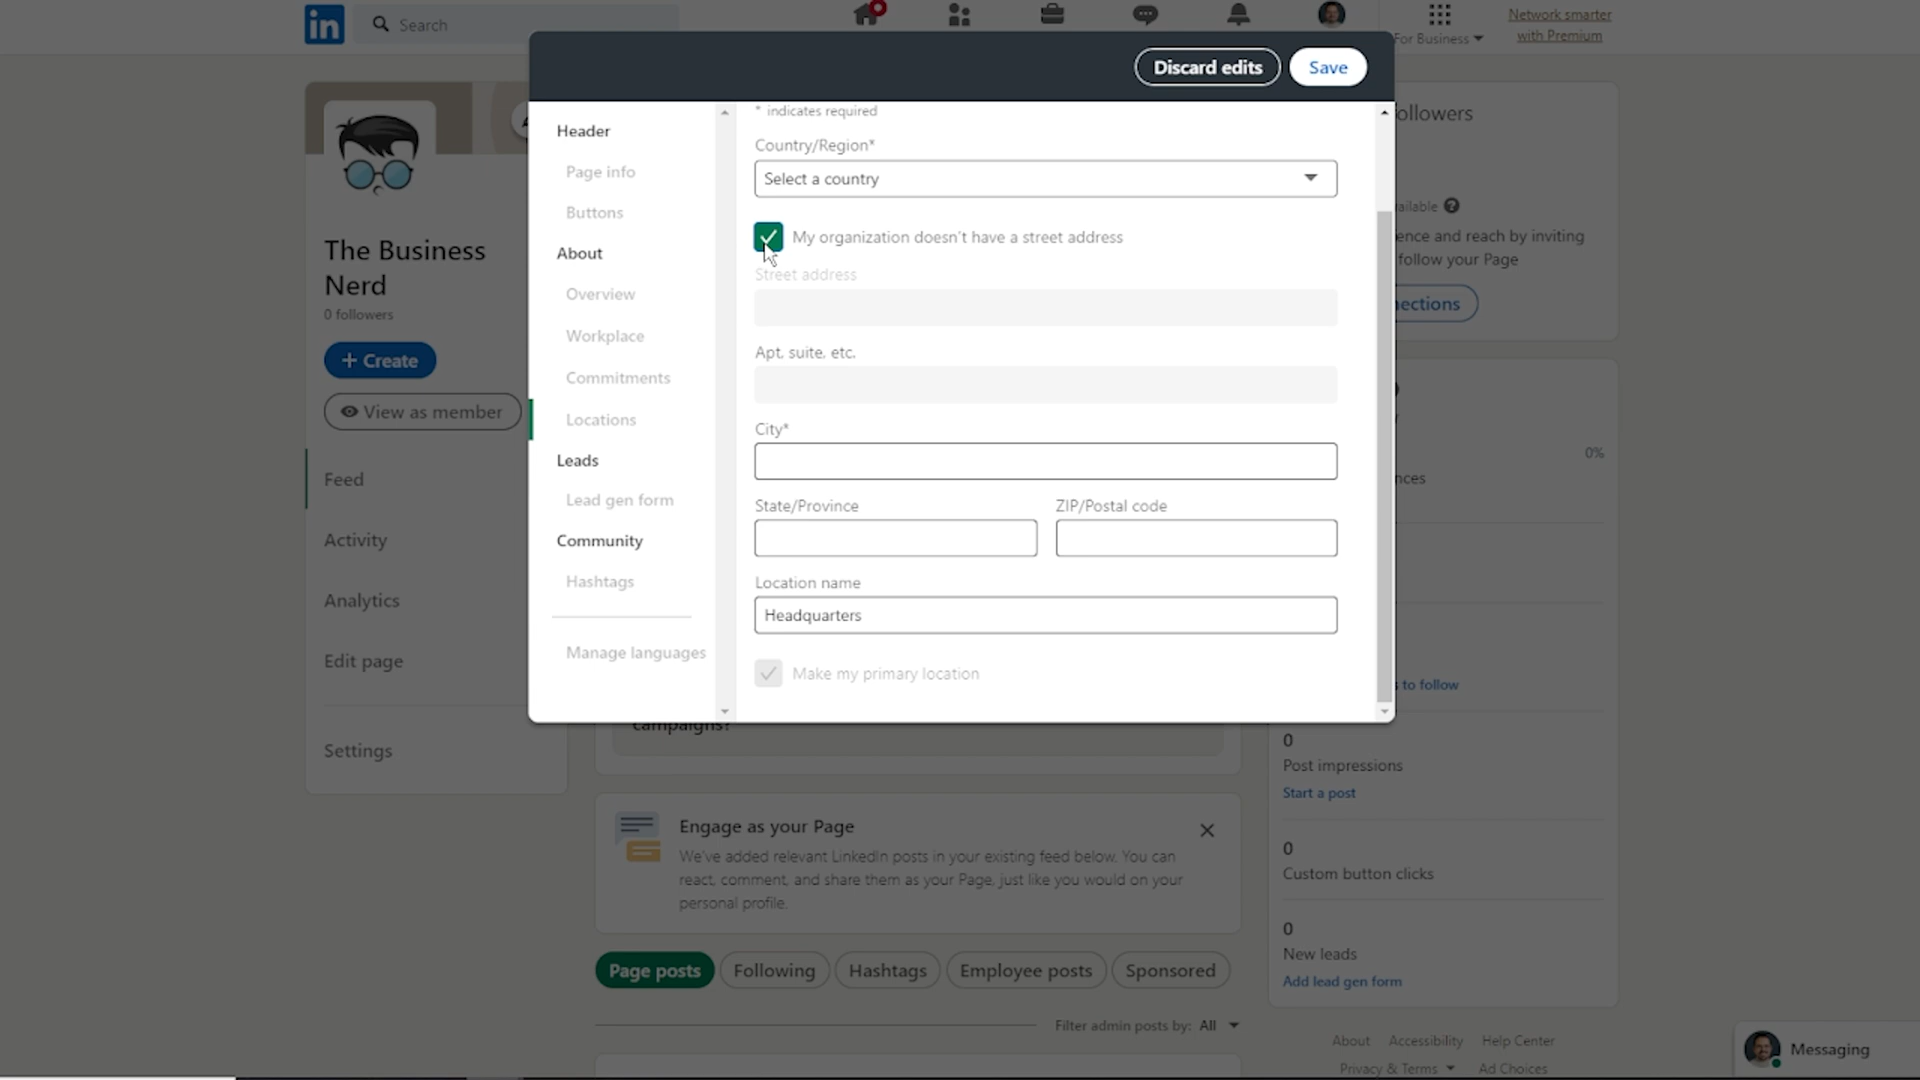 in
Search
For Business
Network smarter
with Premium
Discard edits
Save
The Business
Nerd
0 followers
+ Create
View as member
Feed
Activity
Analytics
Edit page
Settings
Header
Page info
Buttons
About
Overview
Workplace
Commitments
Locations
Leads
Lead gen form
Community
Hashtags
Manage languages
* indicates required
Country/Region*
Select a country
My organization doesn't have a street address
Street address
Apt, suite, etc.
City*
State/Province
ZIP/Postal code
Location name
Headquarters
Make my primary location
ollowers
ailable
ence and reach by inviting
follow your Page
nections
0%
nces
s to follow
0
Post impressions
Start a post
0
Custom button clicks
0
New leads
Add lead gen form
campaigns?
Engage as your Page
We've added relevant LinkedIn posts in your existing feed below. You can
react, comment, and share them as your Page, just like you would on your
personal profile.
Page posts
Following
Hashtags
Employee posts
Sponsored
Filter admin posts by: All
About Accessibility Help Center
Privacy & Terms Ad Choices
Messaging